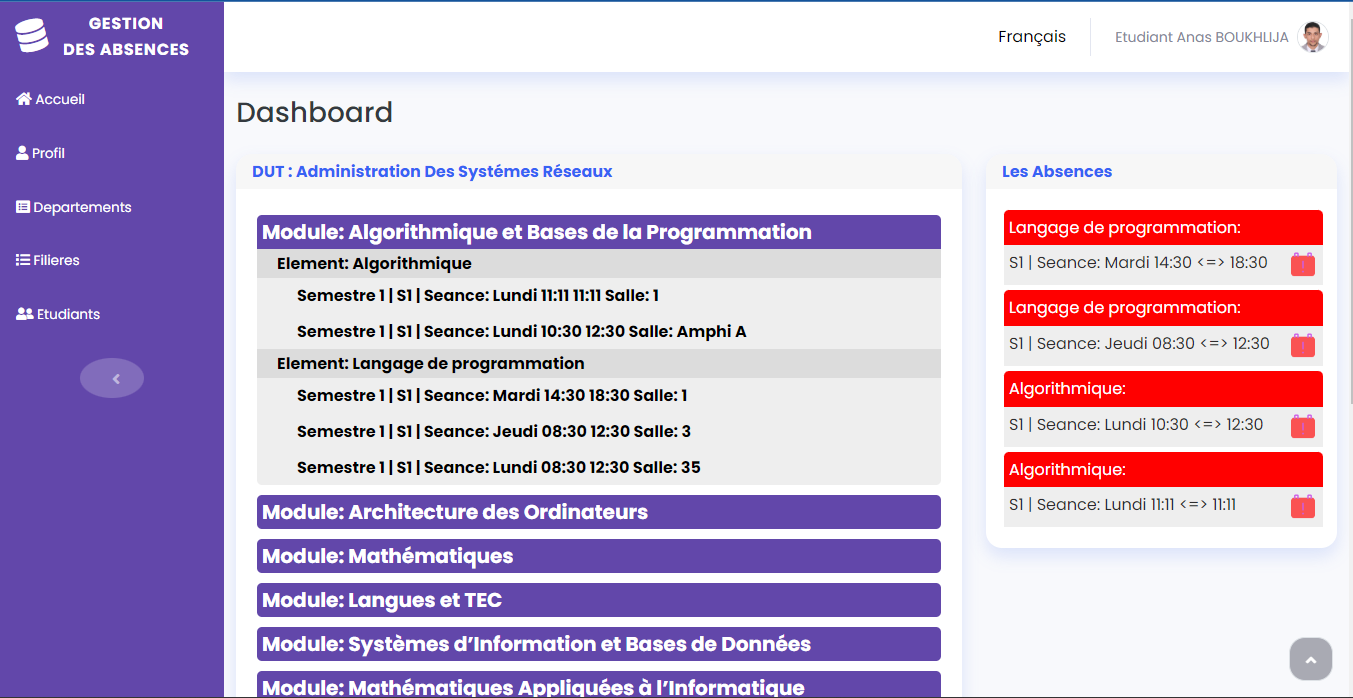 GESTION
DES ABSENCES
Accueil
Profil
Departements
Filieres
Etudiants
Français
Etudiant Anas BOUKHLIJA
Dashboard
DUT : Administration Des Systémes Réseaux
Module: Algorithmique et Bases de la Programmation
Element: Algorithmique
Semestre 1 | S1 | Seance: Lundi 11:11 11:11 Salle: 1
Semestre 1 | S1 | Seance: Lundi 10:30 12:30 Salle: Amphi A
Element: Langage de programmation
Semestre 1 | S1 | Seance: Mardi 14:30 18:30 Salle: 1
Semestre 1 | S1 | Seance: Jeudi 08:30 12:30 Salle: 3
Semestre 1 | S1 | Seance: Lundi 08:30 12:30 Salle: 35
Module: Architecture des Ordinateurs
Module: Mathématiques
Module: Langues et TEC
Module: Systèmes d’Information et Bases de Données
Module: Mathématiques Appliquées à l’Informatique
Les Absences
Langage de programmation:
S1 | Seance: Mardi 14:30 <=> 18:30
Langage de programmation:
S1 | Seance: Jeudi 08:30 <=> 12:30
Algorithmique:
S1 | Seance: Lundi 10:30 <=> 12:30
Algorithmique:
S1 | Seance: Lundi 11:11 <=> 11:11